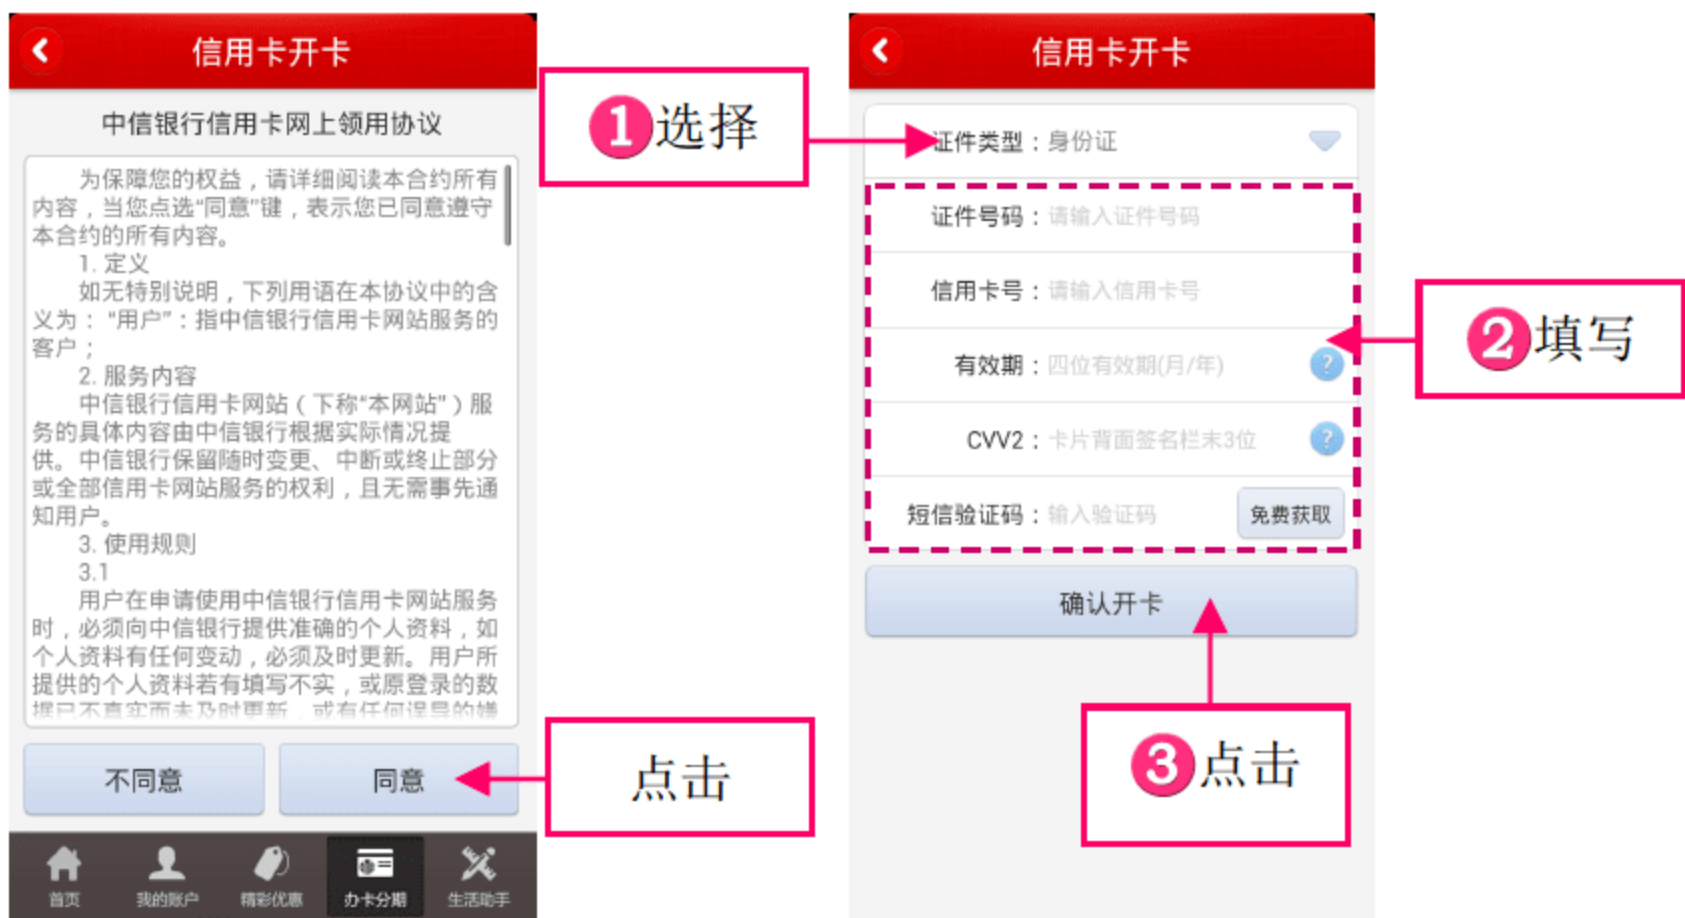 信用卡开卡
中信银行信用卡网上领用协议
为保障您的权益，请详细阅读本合约所有
内容，当您点选“同意”键，表示您已同意遵守
本合约的所有内容。
1. 定义
如无特别说明，下列用语在本协议中的含
义为：“用户”：指中信银行信用卡网站服务的
客户；
2. 服务内容
中信银行信用卡网站（下称“本网站”）服
务的具体内容由中信银行根据实际情况提
供。中信银行保留随时变更、中断或终止部分
或全部信用卡网站服务的权利，且无需事先通
知用户。
3. 使用规则
3.1
用户在申请使用中信银行信用卡网站服务
时，必须向中信银行提供准确的个人资料，如
个人资料有任何变动，必须及时更新。用户所
提供的个人资料若有填写不实，或原登录的数
据已不真实而未及时更新，或有任何误导的嫌
不同意
同意
点击
首页
我的账户
精彩优惠
办卡分期
生活助手
1选择
信用卡开卡
证件类型：身份证
证件号码：请输入证件号码
信用卡号：请输入信用卡号
有效期：四位有效期(月/年) ?
CVV2：卡片背面签名栏末3位 ?
短信验证码：输入验证码 免费获取
2填写
确认开卡
3点击